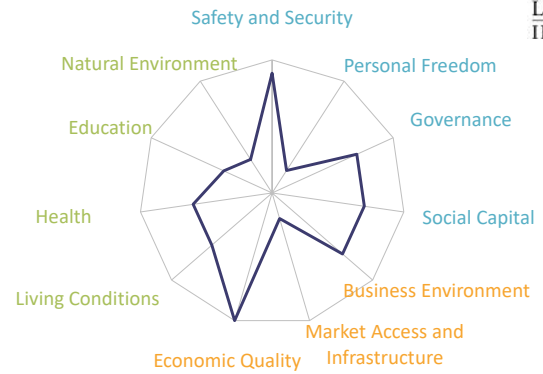 Safety and Security
Natural Environment
Personal Freedom
Education
Governance
Health
Social Capital
Living Conditions
Business Environment
Market Access and
Infrastructure
Economic Quality